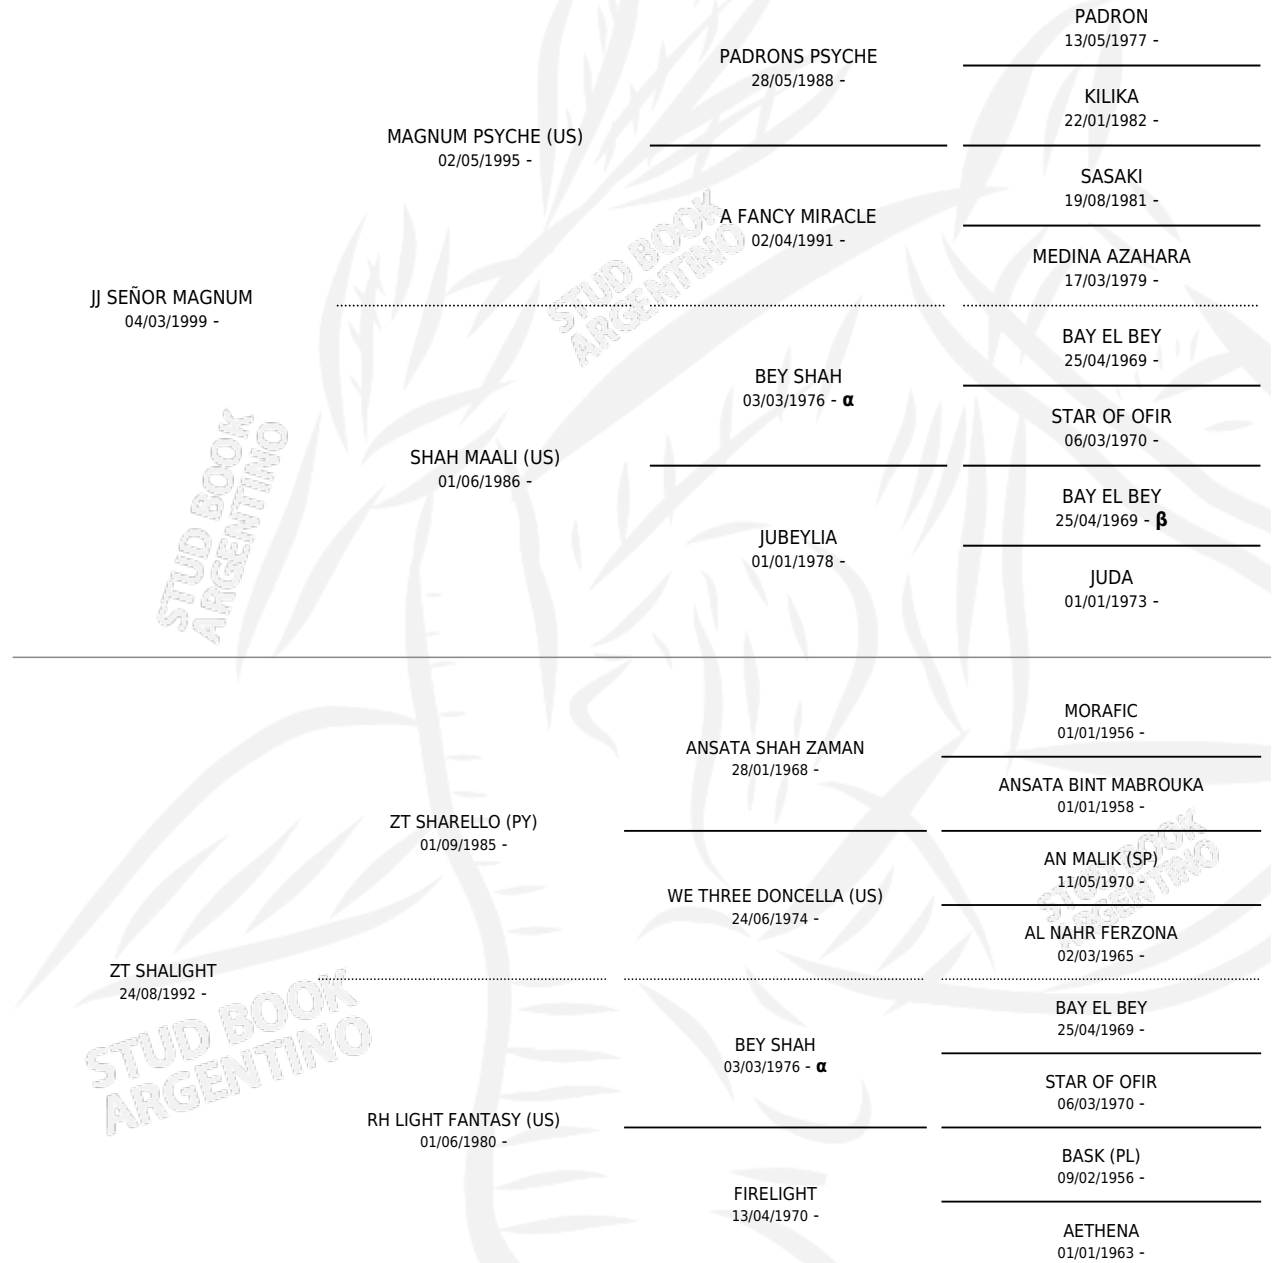 PADRON
13/05/1977 -
PADRONS PSYCHE
28/05/1988 -
KILIKA
22/01/1982 -
MAGNUM PSYCHE (US)
02/05/1995 -
SASAKI
19/08/1981 -
A FANCY MIRACLE
02/04/1991 -
MEDINA AZAHARA
17/03/1979 -
JJ SEÑOR MAGNUM
04/03/1999 -
BAY EL BEY
25/04/1969 -
BEY SHAH
03/03/1976 - α
STAR OF OFIR
06/03/1970 -
SHAH MAALI (US)
01/06/1986 -
BAY EL BEY
25/04/1969 - β
JUBEYLIA
01/01/1978 -
JUDA
01/01/1973 -
MORAFIC
01/01/1956 -
ANSATA SHAH ZAMAN
28/01/1968 -
ANSATA BINT MABROUKA
01/01/1958 -
ZT SHARELLO (PY)
01/09/1985 -
AN MALIK (SP)
11/05/1970 -
WE THREE DONCELLA (US)
24/06/1974 -
AL NAHR FERZONA
02/03/1965 -
ZT SHALIGHT
24/08/1992 -
BAY EL BEY
25/04/1969 -
BEY SHAH
03/03/1976 - α
STAR OF OFIR
06/03/1970 -
RH LIGHT FANTASY (US)
01/06/1980 -
BASK (PL)
09/02/1956 -
FIRELIGHT
13/04/1970 -
AETHENA
01/01/1963 -
STUD BOOK
ARGENTINO
STUD BOOK
ARGENTINO
STUD BOOK
ARGENTINO
STUD BOOK
ARGENTINO